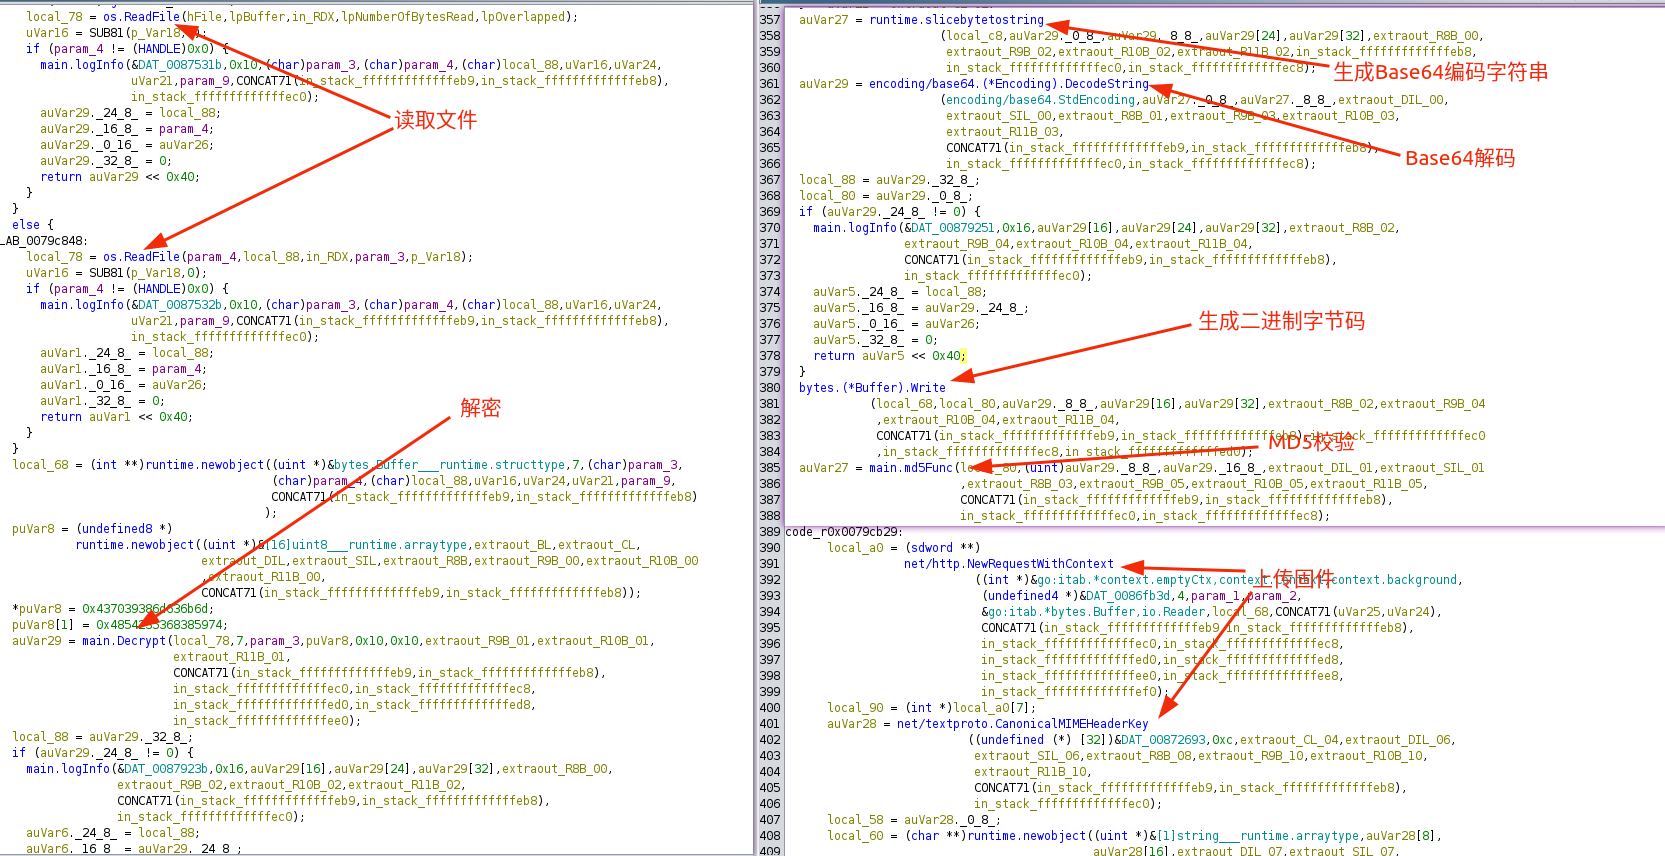 local_78 = os.ReadFile(hFile,lpBuffer,in_RDX,lpNumberOfBytesRead,lpOverlapped);
if (param_4 != (HANDLE)0x0) {
main.logInfo(&DAT_0087531b,0x10,(char)param_3,(char)param_4,(char)local_88,uVar16,uVar24,
uVar21,param_9,CONCAT71(in_stack_fffffffffffffeb9,in_stack_fffffffffffffeb8),
in_stack_fffffffffffffec0);
auVar29._24_8_ = local_88;
auVar29._16_8_ = param_4;
auVar29._0_16_ = auVar26;
auVar29._32_8_ = 0;
return auVar29 << 0x40;
}
}
else {
LAB_0079c848:
local_78 = os.ReadFile(param_4,local_88,in_RDX,param_3,p_Var18);
uVar16 = SUB81(p_Var18,0);
if (param_4 != (HANDLE)0x0) {
main.logInfo(&DAT_0087532b,0x10,(char)param_3,(char)param_4,(char)local_88,uVar16,uVar24,
uVar21,param_9,CONCAT71(in_stack_fffffffffffffeb9,in_stack_fffffffffffffeb8),
in_stack_fffffffffffffec0);
auVar1._24_8_ = local_88;
auVar1._16_8_ = param_4;
auVar1._0_16_ = auVar26;
auVar1._32_8_ = 0;
return auVar1 << 0x40;
}
}
local_68 = (int **)runtime.newobject((uint *)&bytes.Buffer___runtime.structtype,7,(char)param_3,
(char)param_4,(char)local_88,uVar16,uVar24,uVar21,param_9,
CONCAT71(in_stack_fffffffffffffeb9,in_stack_fffffffffffffeb8)
);
puVar8 = (undefined8 *)
runtime.newobject((uint *)&[16]uint8___runtime.arraytype,extraout_BL,extraout_CL,
extraout_DIL,extraout_SIL,extraout_R8B,extraout_R9B_00,extraout_R10B_00
,extraout_R11B_00,
CONCAT71(in_stack_fffffffffffffeb9,in_stack_fffffffffffffeb8));
auVar29 = main.Decrypt(local_78,7,param_3,puVar8,0x10,0x10,extraout_R9B_01,extraout_R10B_01,
extraout_R11B_01,
CONCAT71(in_stack_fffffffffffffeb9,in_stack_fffffffffffffeb8),
in_stack_fffffffffffffec0,in_stack_fffffffffffffec8,
in_stack_fffffffffffffed0,in_stack_fffffffffffffed8,
in_stack_fffffffffffffee0);
local_88 = auVar29._32_8_;
if (auVar29._24_8_ != 0) {
main.logInfo(&DAT_0087923b,0x16,auVar29[16],auVar29[24],auVar29[32],extraout_R8B_00,
extraout_R9B_02,extraout_R10B_02,extraout_R11B_02,
CONCAT71(in_stack_fffffffffffffeb9,in_stack_fffffffffffffeb8),
in_stack_fffffffffffffec0);
auVar6._24_8_ = local_88;
auVar6._16_8_ = auVar29._24_8_;
读取文件
解密
357 auVar27 = runtime.slicebytetostring
358 (local_c8,auVar29._0_8_,auVar29._8_8_,auVar29[24],auVar29[32],extraout_R8B_00,
359 extraout_R9B_02,extraout_R10B_02,extraout_R11B_02,in_stack_fffffffffffffeb8,
360 in_stack_fffffffffffffec0,in_stack_fffffffffffffec8);
361 auVar29 = encoding/base64.(*Encoding).DecodeString
362 (encoding/base64.StdEncoding,auVar27._0_8_,auVar27._8_8_,extraout_DIL_00,
363 extraout_SIL_00,extraout_R8B_01,extraout_R9B_03,extraout_R10B_03,
364 extraout_R11B_03,
365 CONCAT71(in_stack_fffffffffffffeb9,in_stack_fffffffffffffeb8),
366 in_stack_fffffffffffffec0,in_stack_fffffffffffffec8);
367 local_88 = auVar29._32_8_;
368 local_80 = auVar29._0_8_;
369 if (auVar29._24_8_ != 0) {
370 main.logInfo(&DAT_00879251,0x16,auVar29[16],auVar29[24],auVar29[32],extraout_R8B_02,
371 extraout_R9B_04,extraout_R10B_04,extraout_R11B_04,
372 CONCAT71(in_stack_fffffffffffffeb9,in_stack_fffffffffffffeb8),
373 in_stack_fffffffffffffec0);
374 auVar5._24_8_ = local_88;
375 auVar5._16_8_ = auVar29._24_8_;
376 auVar5._0_16_ = auVar26;
377 auVar5._32_8_ = 0;
378 return auVar5 << 0x40;
379 }
380 bytes.(*Buffer).Write
381 (local_68,local_80,auVar29._8_8_,auVar29[16],auVar29[32],extraout_R8B_02,extraout_R9B_04
382 ,extraout_R10B_04,extraout_R11B_04,
383 CONCAT71(in_stack_fffffffffffffeb9,in_stack_fffffffffffffeb8),in_stack_fffffffffffffec0
384 ,in_stack_fffffffffffffec8,in_stack_fffffffffffffed0);
385 auVar27 = main.md5Func(local_80,(uint)auVar29._8_8_,auVar29._16_8_,extraout_DIL_01,extraout_SIL_01
386 ,extraout_R8B_03,extraout_R9B_05,extraout_R10B_05,extraout_R11B_05,
387 CONCAT71(in_stack_fffffffffffffeb9,in_stack_fffffffffffffeb8),
388 in_stack_fffffffffffffec0,in_stack_fffffffffffffec8);
389 code_r0x0079cb29:
390 local_a0 = (sdword **)
391 net/http.NewRequestWithContext
392 ((int *)&go:itab.*context.emptyCtx,context.Context,context.background,
393 (undefined4 *)&DAT_0086fb3d,4,param_1,param_2,
394 &go:itab.*bytes.Buffer,io.Reader,local_68,CONCAT71(uVar25,uVar24),
395 CONCAT71(in_stack_fffffffffffffeb9,in_stack_fffffffffffffeb8),
396 in_stack_fffffffffffffec0,in_stack_fffffffffffffec8,
397 in_stack_fffffffffffffed0,in_stack_fffffffffffffed8,
398 in_stack_fffffffffffffee0,in_stack_fffffffffffffee8,
399 in_stack_fffffffffffffef0);
400 local_90 = (int *)local_a0[7];
401 auVar28 = net/textproto.CanonicalMIMEHeaderKey
402 ((undefined (*) [32])&DAT_00872693,0xc,extraout_CL_04,extraout_DIL_06,
403 extraout_SIL_06,extraout_R8B_08,extraout_R9B_10,extraout_R10B_10,
404 extraout_R11B_10,
405 CONCAT71(in_stack_fffffffffffffeb9,in_stack_fffffffffffffeb8),
406 in_stack_fffffffffffffec0);
407 local_58 = auVar28._0_8_;
408 local_60 = (char **)runtime.newobject((uint *)&[1]string___runtime.arraytype,auVar28[8],
409 auVar28[16],extraout_DIL_07,extraout_SIL_07,
生成Base64编码字符串
Base64解码
生成二进制字节码
MD5校验
上传固件